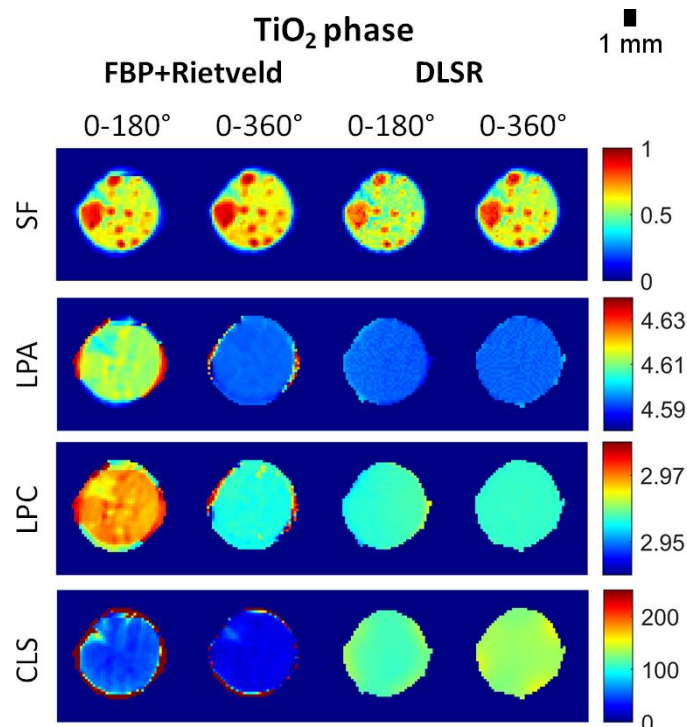 TiO₂ phase
1 mm
FBP+Rietveld DLSR
0-180° 0-360° 0-180° 0-360°
SF
1
0.5
0
LPA
4.63
4.61
4.59
LPC
2.97
2.95
CLS
200
100
0